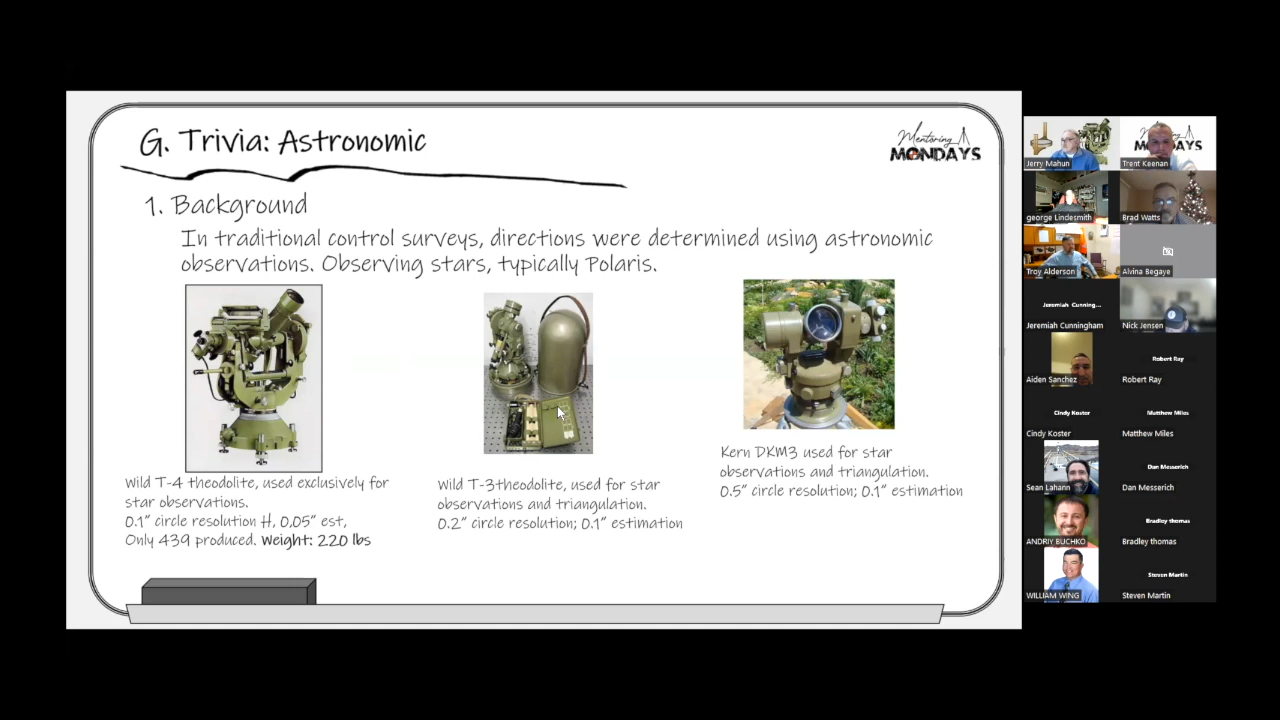 G. Trivia: Astronomic
Mentoring
MONDAYS
1. Background
In traditional control surveys, directions were determined using astronomic
observations. Observing stars, typically Polaris.
Wild T-4 theodolite, used exclusively for
star observations.
0.1" circle resolution H, 0.05" est,
Only 439 produced. Weight: 220 lbs
Wild T-3theodolite, used for star
observations and triangulation.
0.2" circle resolution; 0.1" estimation
Kern DKM3 used for star
observations and triangulation.
0.5" circle resolution; 0.1" estimation
Jerry Mahun
MONDAYS
Trent Keenan
george Lindesmith
Brad Watts
Troy Alderson
Alvina Begaye
Jeremiah Cunning...
Jeremiah Cunningham
Nick Jensen
Aiden Sanchez
Robert Ray
Robert Ray
Cindy Koster
Cindy Koster
Matthew Miles
Matthew Miles
Sean Lahann
Dan Messerich
Dan Messerich
ANDRIY BUCHKO
Bradley thomas
Bradley thomas
WILLIAM WING
Steven Martin
Steven Martin